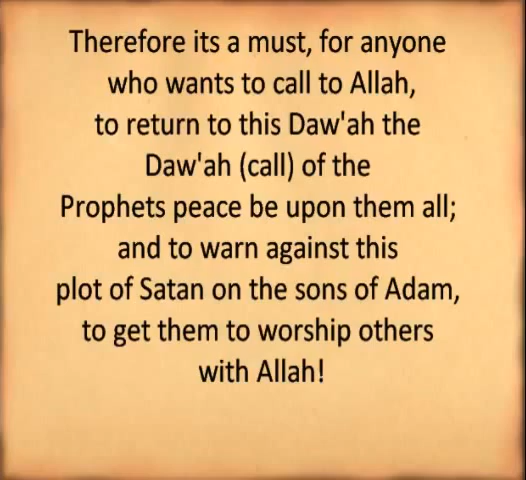 Therefore its a must, for anyone
who wants to call to Allah,
to return to this Daw'ah the
Daw'ah (call) of the
Prophets peace be upon them all;
and to warn against this
plot of Satan on the sons of Adam,
to get them to worship others
with Allah!